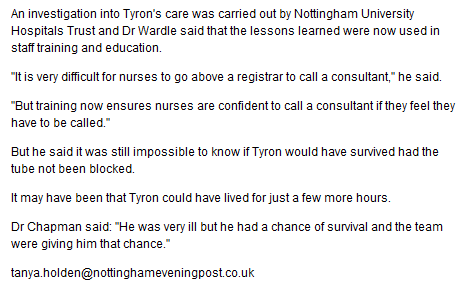 An investigation into Tyron's care was carried out by Nottingham University
Hospitals Trust and Dr Wardle said that the lessons learned were now used in
staff training and education.
"It is very difficult for nurses to go above a registrar to call a consultant," he said.
"But training now ensures nurses are confident to call a consultant if they feel they
have to be called."
But he said it was still impossible to know if Tyron would have survived had the
tube not been blocked.
It may have been that Tyron could have lived for just a few more hours.
Dr Chapman said: "He was very ill but he had a chance of survival and the team
were giving him that chance."
tanya.holden@nottinghameveningpost.co.uk